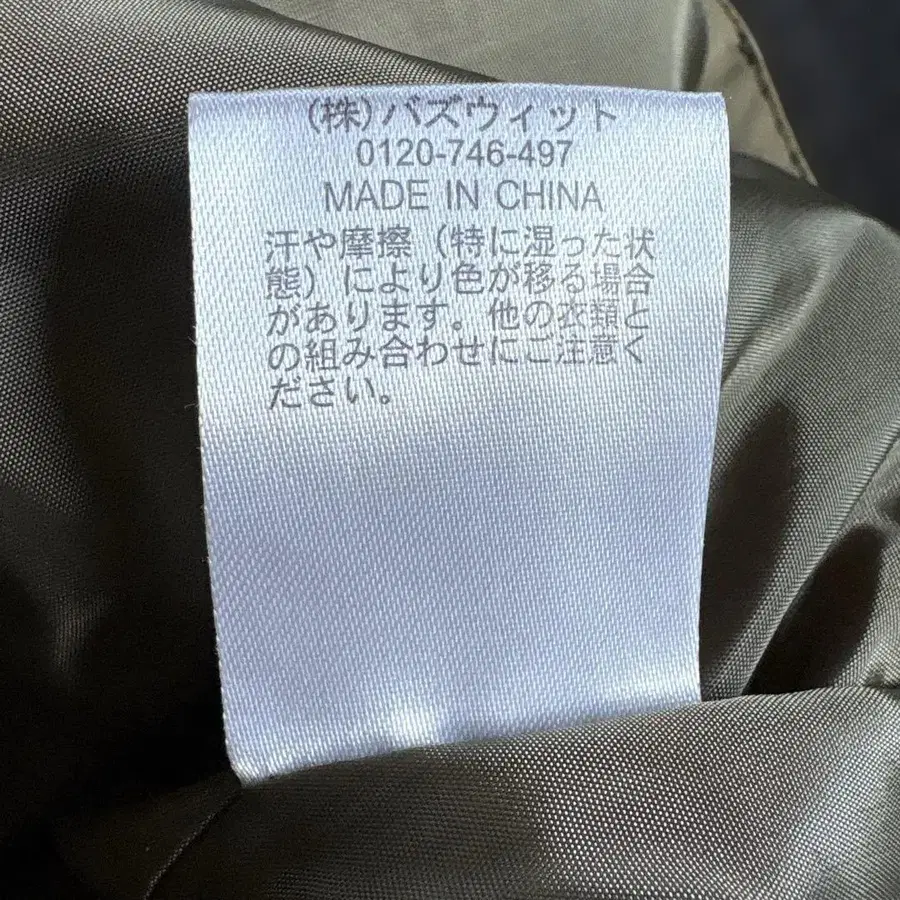 (株)バズウィット
0120-746-497
MADE IN CHINA
汗や摩擦(特に湿った状
態)により色が移る場合
があります。他の衣類と
の組み合わせにご注意く
ださい。